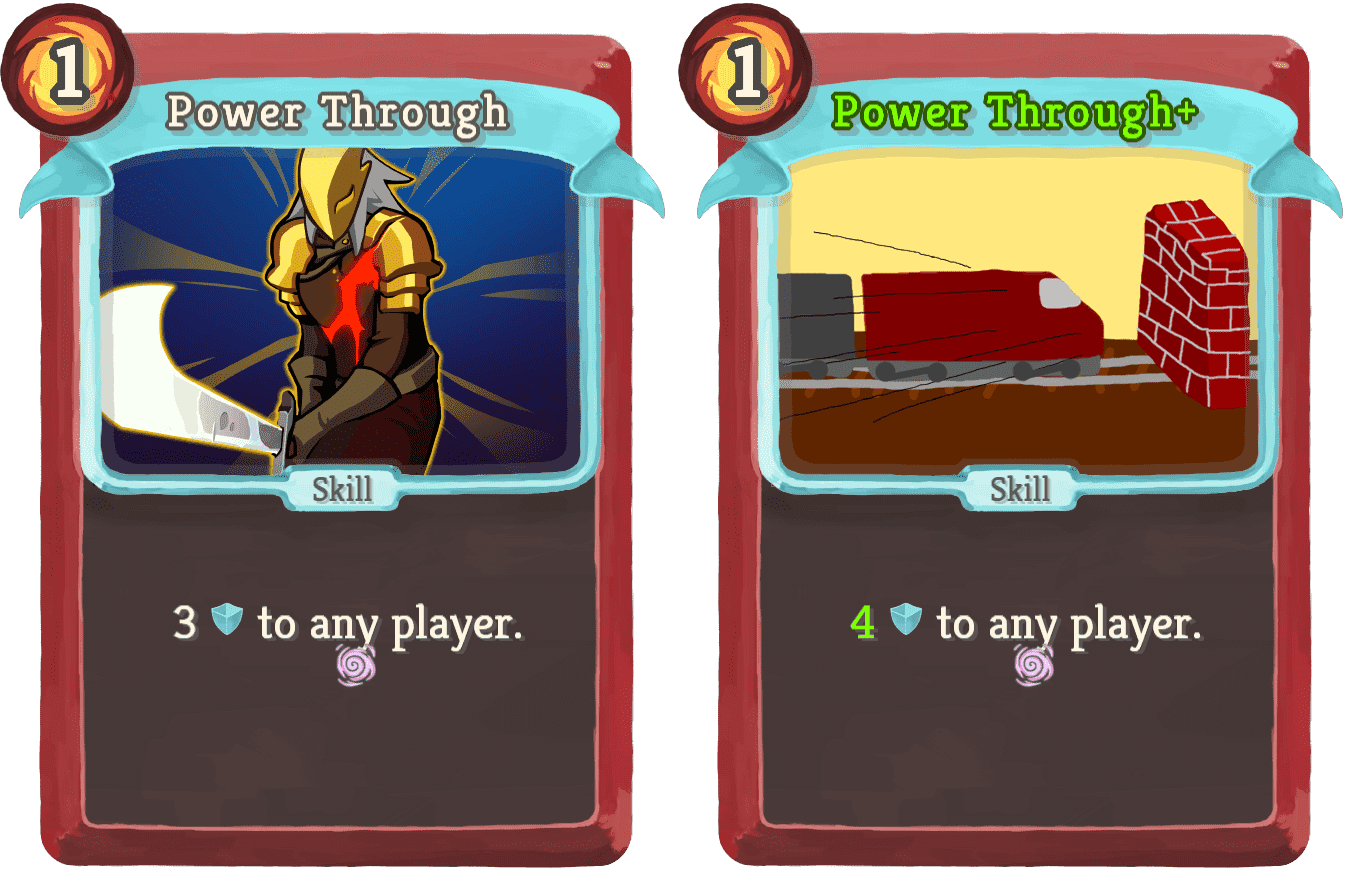 1
Power Through
Skill
3 to any player.
1
Power Through+
Skill
4 to any player.